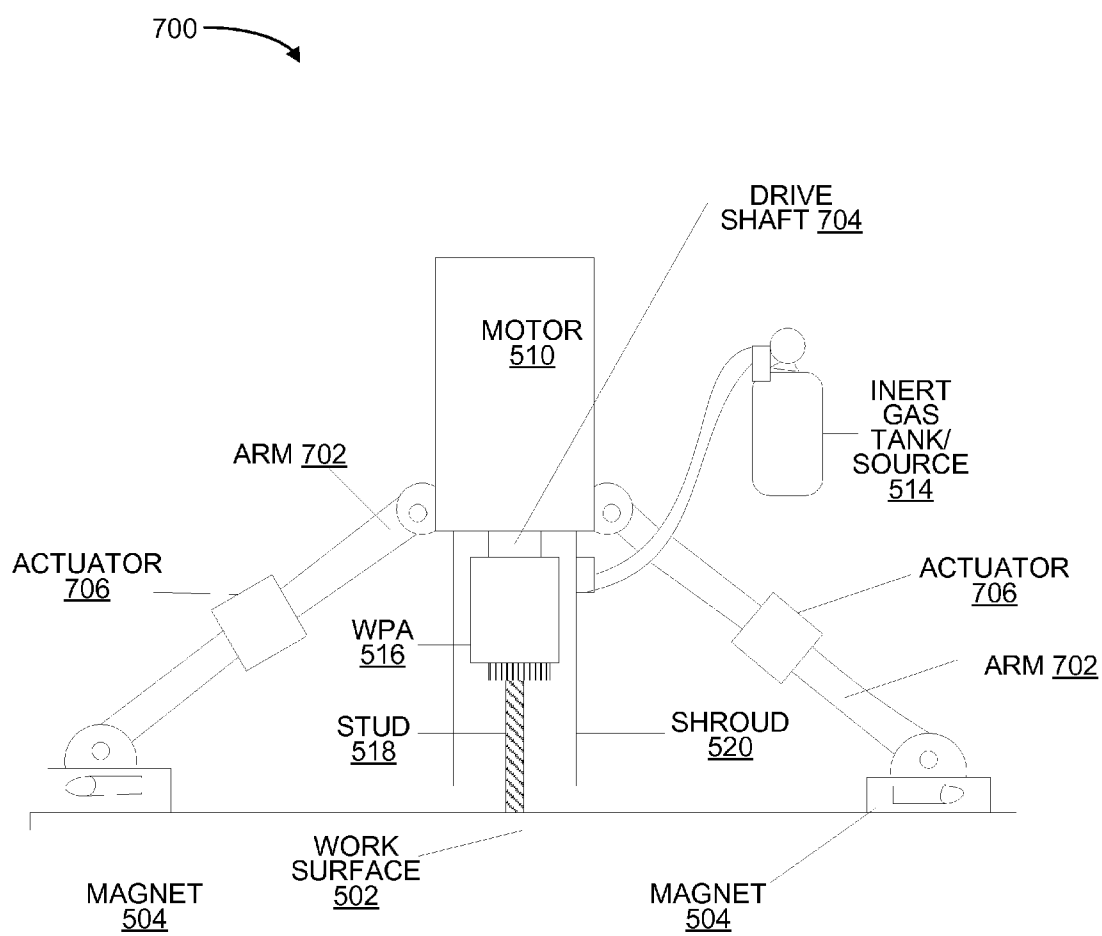 700
DRIVE
SHAFT 704
MOTOR
510
INERT
GAS
TANK/
SOURCE
514
ARM 702
ACTUATOR
706
ACTUATOR
706
WPA
516
ARM 702
STUD
518
SHROUD
520
WORK
SURFACE
502
MAGNET
504
MAGNET
504